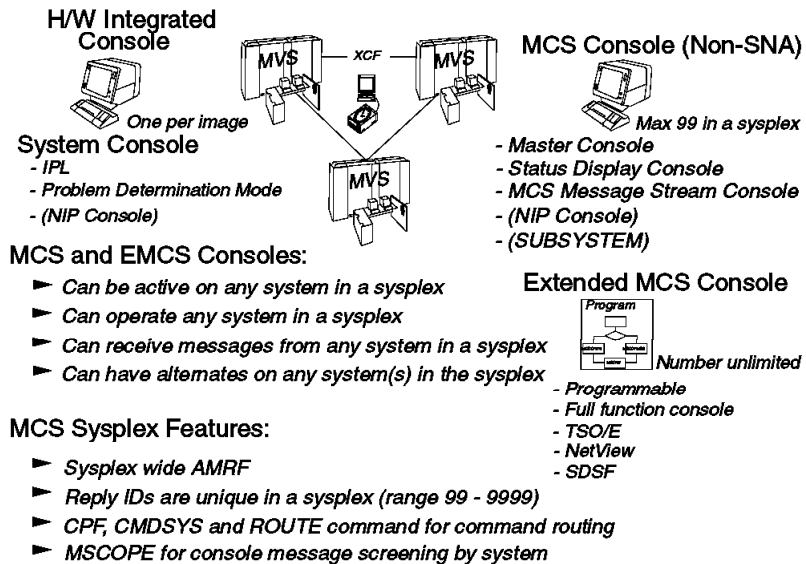 H/W Integrated
Console
MVS
XCF
MVS
MVS
One per image
System Console
- IPL
- Problem Determination Mode
- (NIP Console)
MCS Console (Non-SNA)
Max 99 in a sysplex
- Master Console
- Status Display Console
- MCS Message Stream Console
- (NIP Console)
- (SUBSYSTEM)
MCS and EMCS Consoles:
► Can be active on any system in a sysplex
► Can operate any system in a sysplex
► Can receive messages from any system in a sysplex
► Can have alternates on any system(s) in the sysplex
Extended MCS Console
Program
Number unlimited
- Programmable
- Full function console
- TSO/E
- NetView
- SDSF
MCS Sysplex Features:
► Sysplex wide AMRF
► Reply IDs are unique in a sysplex (range 99 - 9999)
► CPF, CMDSYS and ROUTE command for command routing
► MSCOPE for console message screening by system